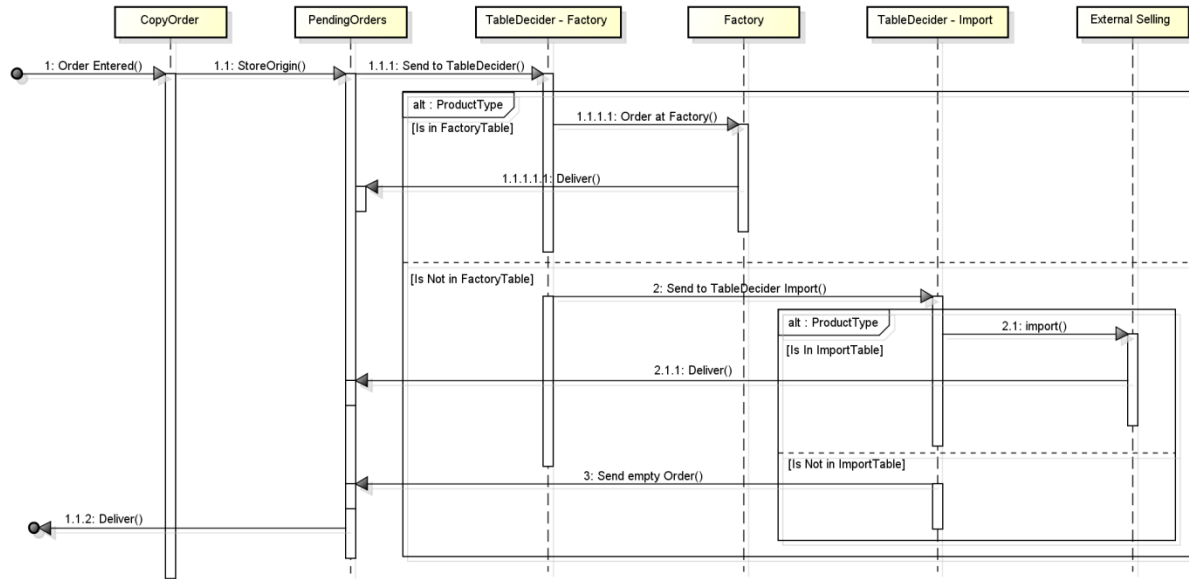 CopyOrder
PendingOrders
TableDecider - Factory
Factory
TableDecider - Import
External Selling
1: Order Entered()
1.1: StoreOrigin()
1.1.1: Send to TableDecider()
alt : ProductType
[Is in FactoryTable]
1.1.1.1: Order at Factory()
1.1.1.1.1: Deliver()
[Is Not in FactoryTable]
2: Send to TableDecider Import()
alt : ProductType
2.1: import()
[Is In ImportTable]
2.1.1: Deliver()
[Is Not in ImportTable]
3: Send empty Order()
1.1.2: Deliver()